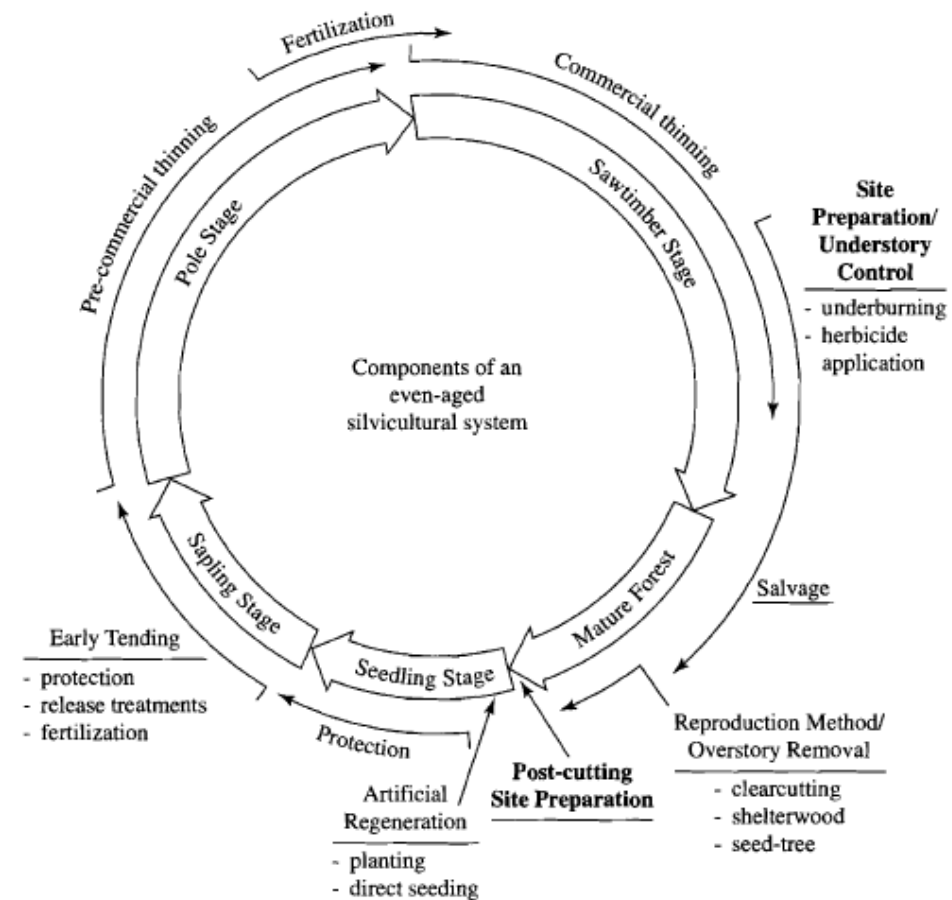 Fertilization
Commercial thinning
Pre-commercial thinning
Pole Stage
Sawtimber Stage
Site
Preparation/
Understory
Control
- underburning
- herbicide
application
Components of an
even-aged
silvicultural system
Sapling Stage
Mature Forest
Salvage
Early Tending
- protection
- release treatments
- fertilization
Seedling Stage
Protection
Reproduction Method/
Overstory Removal
- clearcutting
- shelterwood
- seed-tree
Post-cutting
Site Preparation
Artificial
Regeneration
- planting
- direct seeding